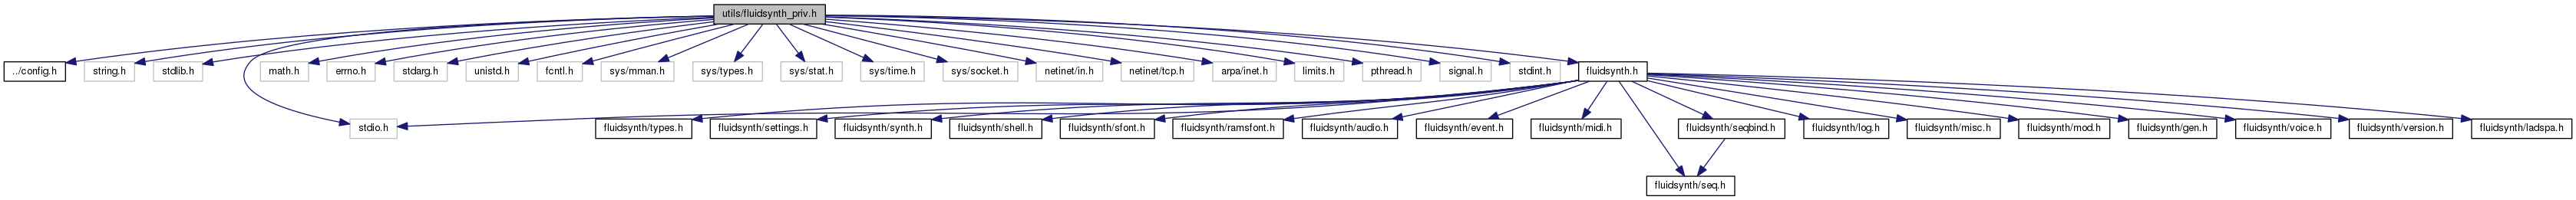 utils/fluidsynth_priv.h
../config.h
string.h
stdlib.h
math.h
errno.h
stdarg.h
unistd.h
fcntl.h
sys/mman.h
sys/types.h
sys/stat.h
sys/time.h
sys/socket.h
netinet/in.h
netinet/tcp.h
arpa/inet.h
limits.h
pthread.h
signal.h
stdint.h
fluidsynth.h
stdio.h
fluidsynth/types.h
fluidsynth/settings.h
fluidsynth/synth.h
fluidsynth/shell.h
fluidsynth/sfont.h
fluidsynth/ramsfont.h
fluidsynth/audio.h
fluidsynth/event.h
fluidsynth/midi.h
fluidsynth/seqbind.h
fluidsynth/log.h
fluidsynth/misc.h
fluidsynth/mod.h
fluidsynth/gen.h
fluidsynth/voice.h
fluidsynth/version.h
fluidsynth/ladspa.h
fluidsynth/seq.h